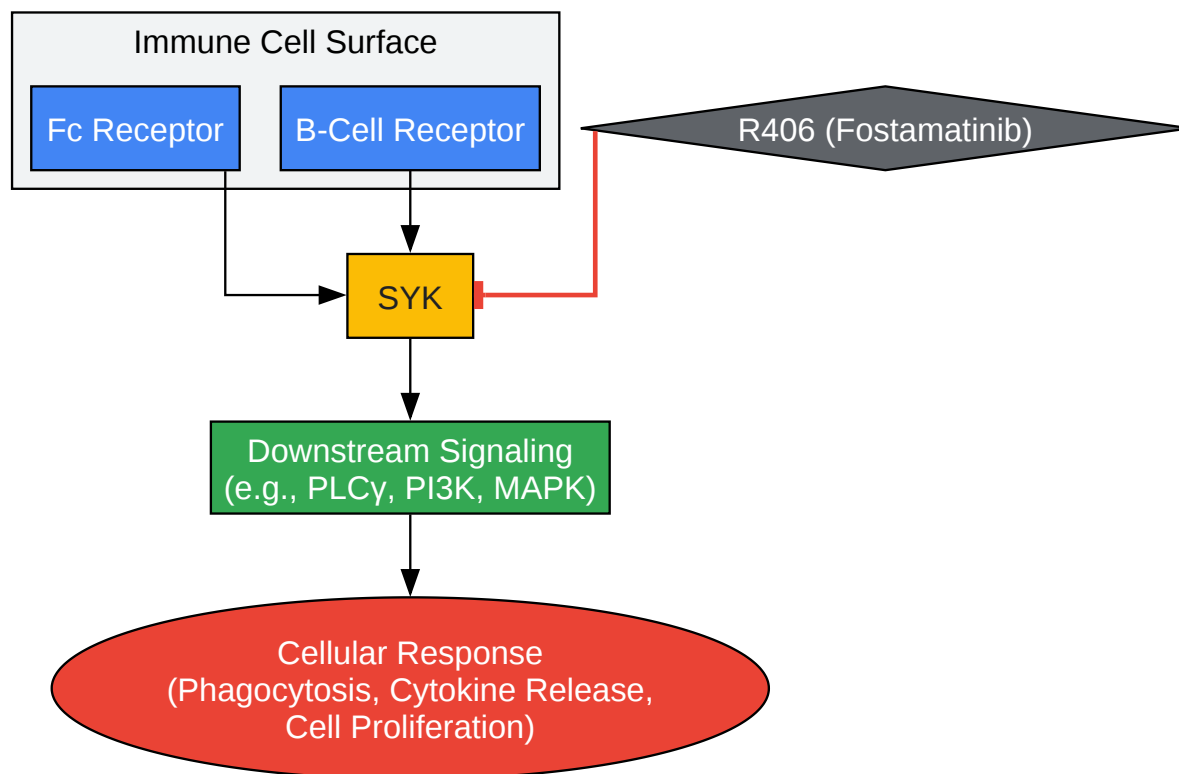 Immune Cell Surface
Fc Receptor
B-Cell Receptor
R406 (Fostamatinib)
SYK
Downstream Signaling
(e.g., PLCγ, PI3K, MAPK)
Cellular Response
(Phagocytosis, Cytokine Release,
Cell Proliferation)